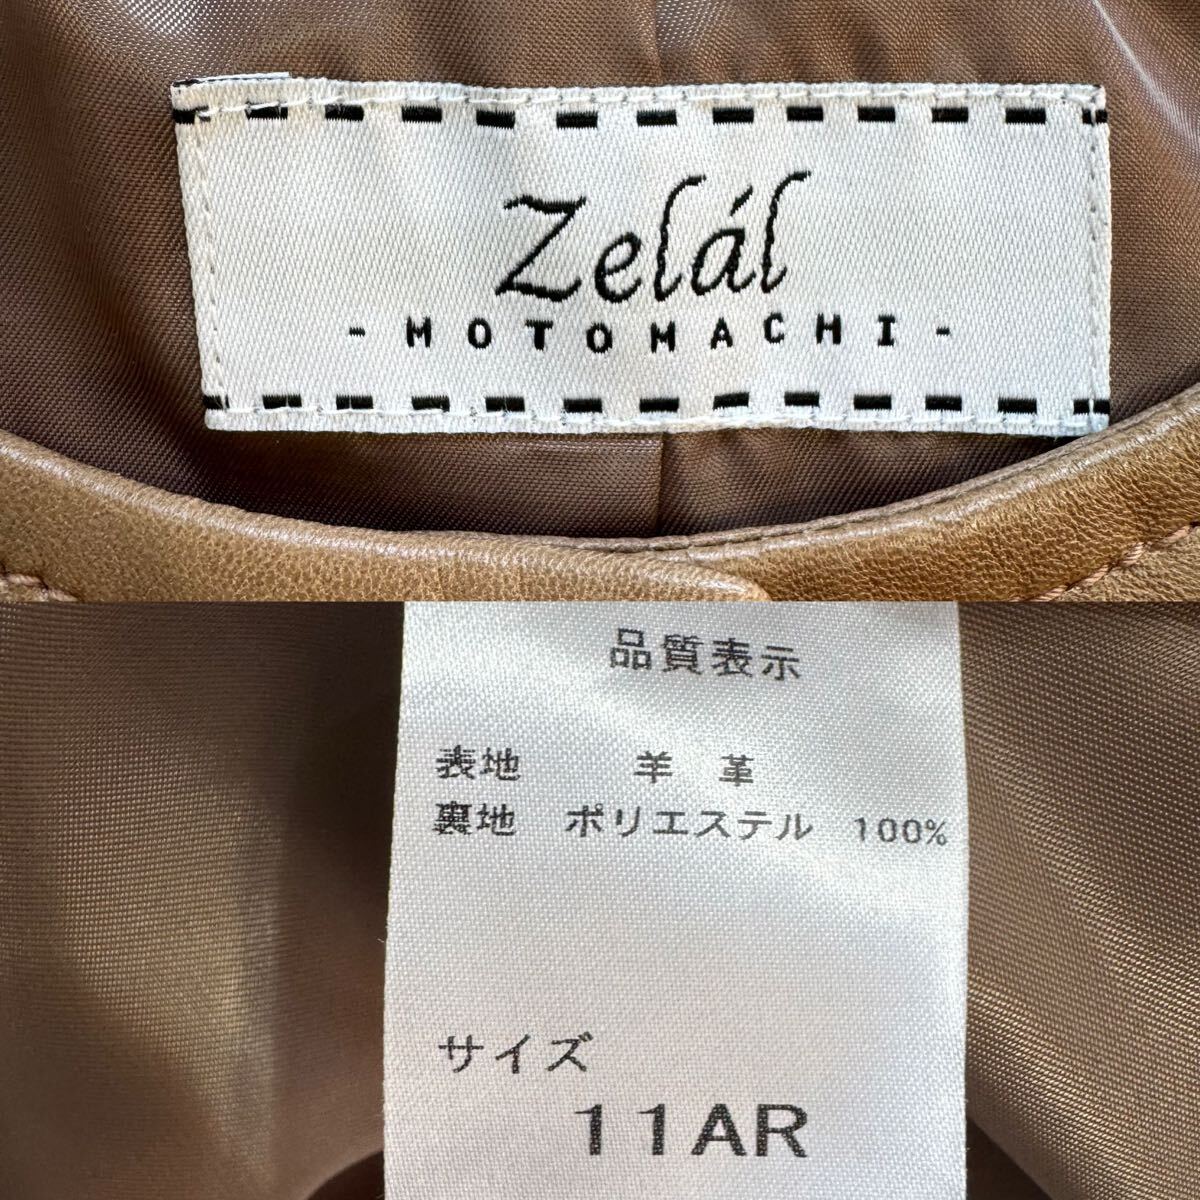 Zelál
-MOTOMACHI-
品質表示
表地 羊革
裏地 ポリエステル 100%
サイズ
11AR